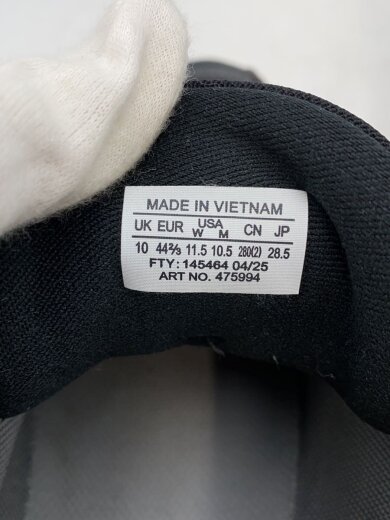 MADE IN VIETNAM
UK EUR USA W M CN JP
10 44⅔ 11.5 10.5 280(2) 28.5
FTY: 145464 04/25
ART NO. 475994